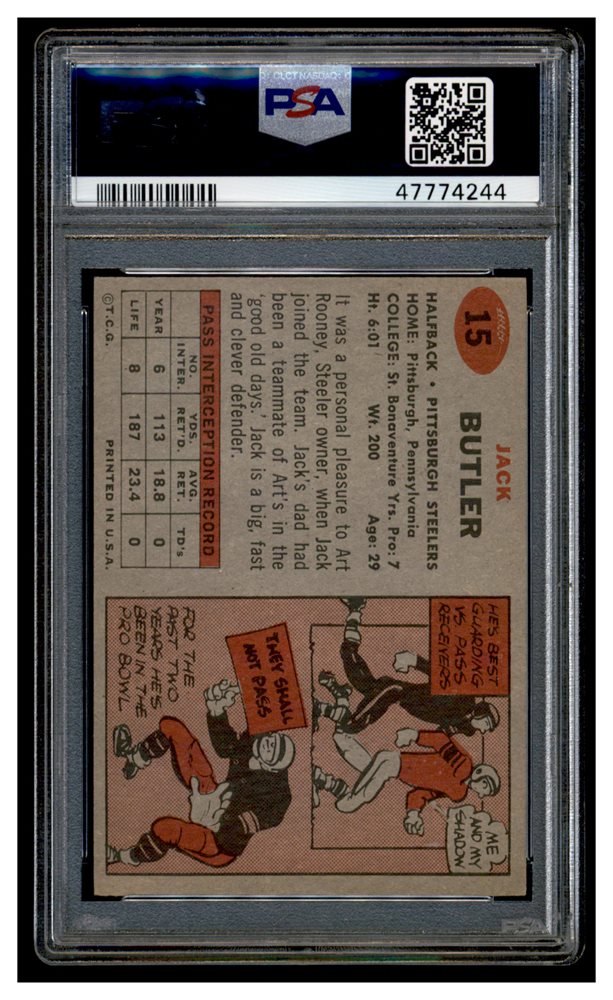 CLCT NASDAQ
PSA
47774244
15
JACK
BUTLER
HALFBACK • PITTSBURGH STEELERS
HOME: Pittsburgh, Pennsylvania
COLLEGE: St. Bonaventure Yrs. Pro: 7
Ht. 6:01 Wt. 200 Age: 29
It was a personal pleasure to Art
Rooney, Steeler owner, when Jack
joined the team. Jack's dad had
been a teammate of Art's in the
'good old days.' Jack is a big, fast
and clever defender.
PASS INTERCEPTION RECORD
NO. INTER. YDS. RET'D. AVG. RET. TD's
YEAR 6 113 18.8 0
LIFE 8 187 23.4 0
©T.C.G. PRINTED IN U.S.A.
HE'S BEST
GUARDING
VS PASS
RECEIVERS
ME
AND MY
SHADOW
THEY SHALL
NOT PASS
FOR THE
PAST TWO
YEARS HE'S
BEEN IN THE
PRO BOWL
PSA